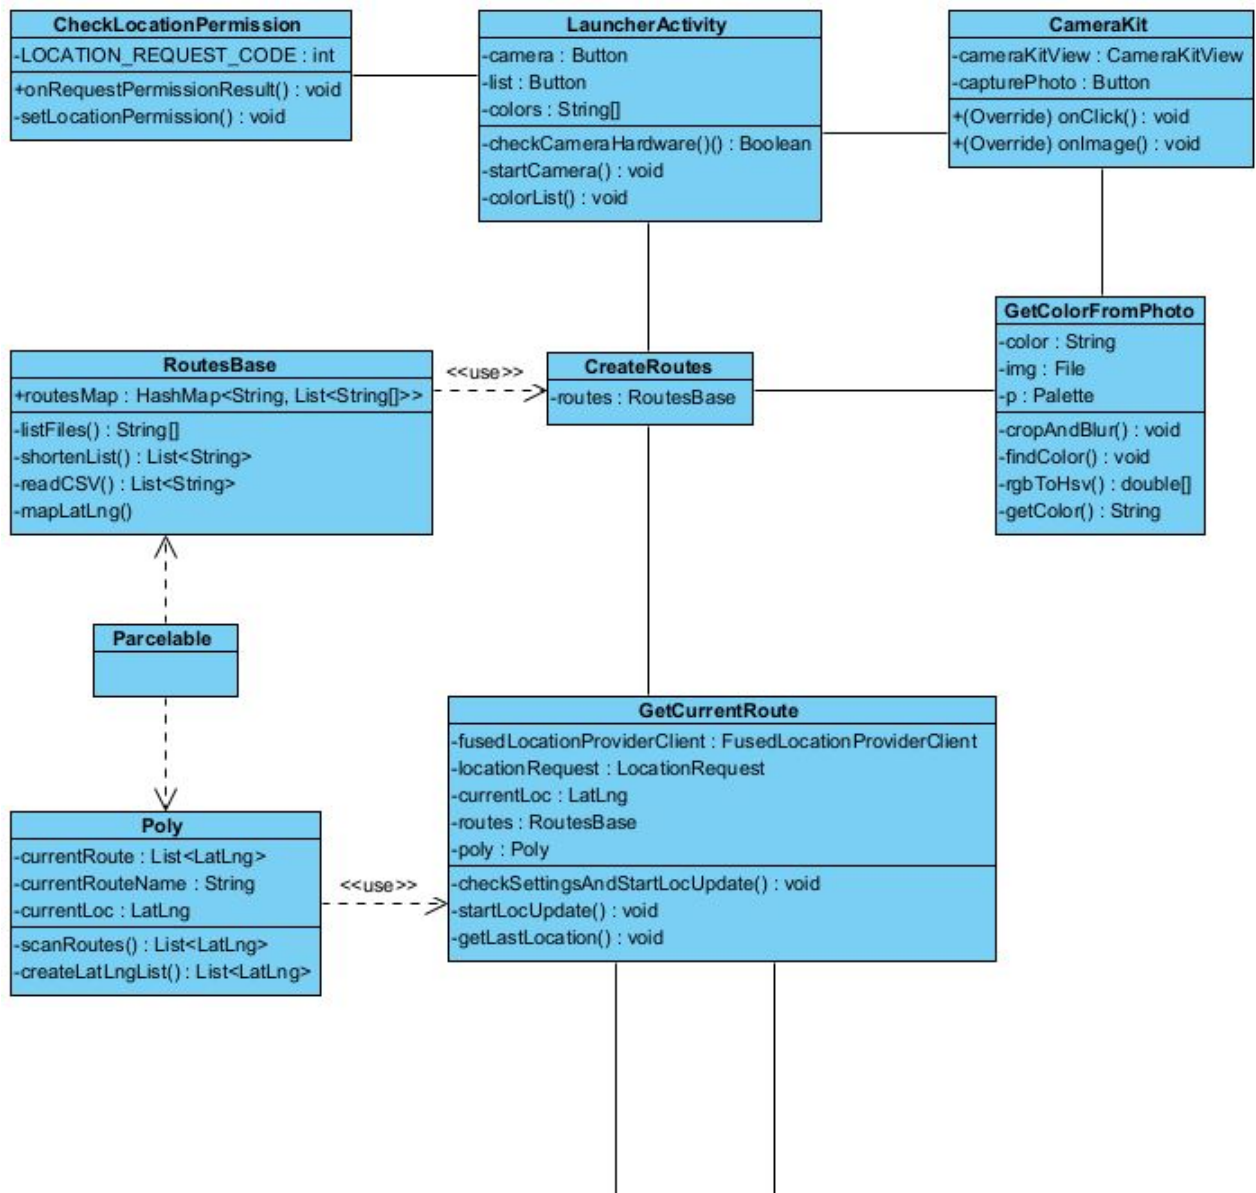 CheckLocationPermission
-LOCATION_REQUEST_CODE : int
+onRequestPermissionResult() : void
-setLocationPermission() : void
LauncherActivity
-camera : Button
-list : Button
-colors : String[]
-checkCameraHardware()() : Boolean
-startCamera() : void
-colorList() : void
CameraKit
-cameraKitView : CameraKitView
-capturePhoto : Button
+(Override) onClick() : void
+(Override) onImage() : void
GetColorFromPhoto
-color : String
-img : File
-p : Palette
-cropAndBlur() : void
-findColor() : void
-rgbToHsv() : double[]
-getColor() : String
RoutesBase
+routesMap : HashMap<String, List<String[]>>
-listFiles() : String[]
-shortenList() : List<String>
-readCSV() : List<String>
-mapLatLng()
<<use>>
CreateRoutes
-routes : RoutesBase
Parcelable
Poly
-currentRoute : List<LatLng>
-currentRouteName : String
-currentLoc : LatLng
-scanRoutes() : List<LatLng>
-createLatLngList() : List<LatLng>
<<use>>
GetCurrentRoute
-fusedLocationProviderClient : FusedLocationProviderClient
-locationRequest : LocationRequest
-currentLoc : LatLng
-routes : RoutesBase
-poly : Poly
-checkSettingsAndStartLocUpdate() : void
-startLocUpdate() : void
-getLastLocation() : void